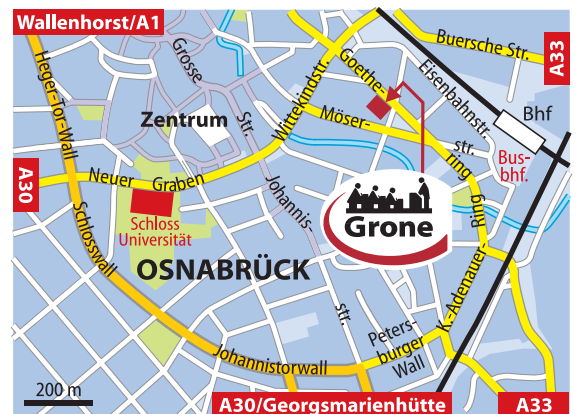 Wallenhorst/A1
Buersche Str.
A33
Heger-Tor-Wall
Grosse
Str.
Goethe-
ring
Eisenbahnstr.
Bhf
Zentrum
Wittekindstr.
Möser-
str.
Bus-
bhf.
A30
Neuer Graben
Johannis-
str.
Schloss
Universität
Schlosswall
Grone
OSNABRÜCK
K.-Adenauer-Ring
Peters-
burger
Wall
Johannistorwall
200 m
A30/Georgsmarienhütte
A33